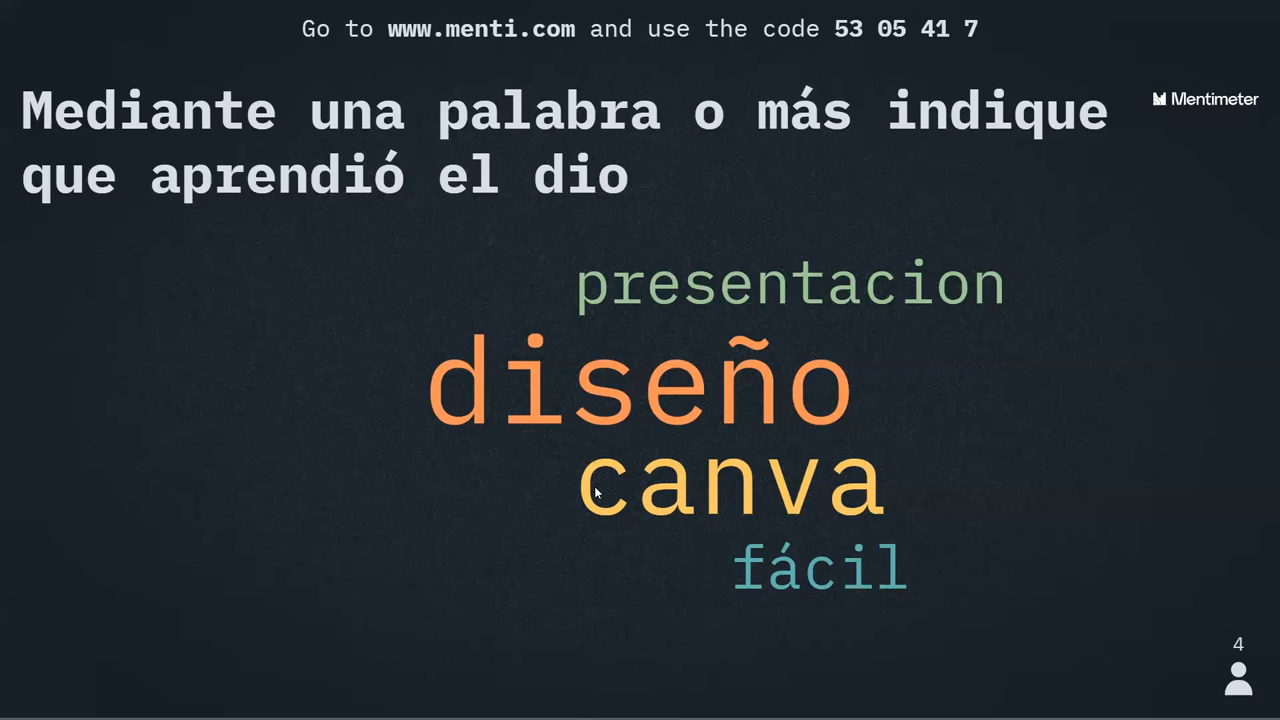 Go to www.menti.com and use the code 53 05 41 7
Mediante una palabra o más indique
que aprendió el dio
Mentimeter
presentacion
diseño
canva
fácil
4